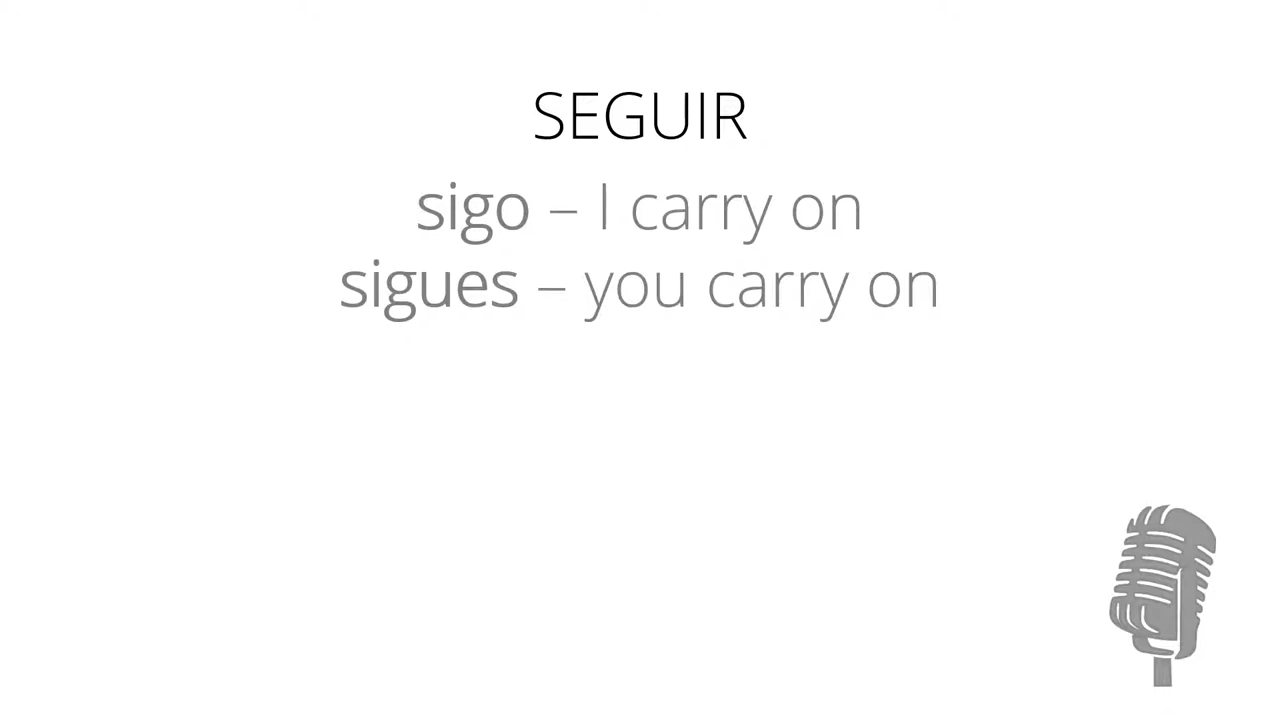 SEGUIR
sigo – I carry on
sigues – you carry on